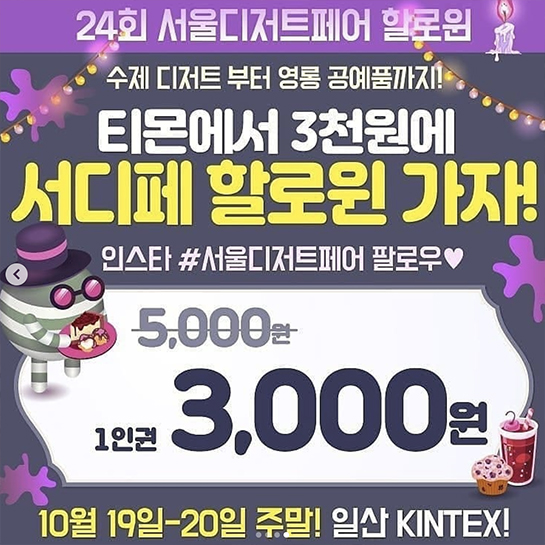 24회 서울디저트페어 할로윈
수제 디저트 부터 영롱 공예품까지!
티몬에서 3천원에
서디페 할로윈 가자!
인스타 #서울디저트페어 팔로우♥
5,000원
1인권 3,000원
10월 19일-20일 주말! 일산 KINTEX!